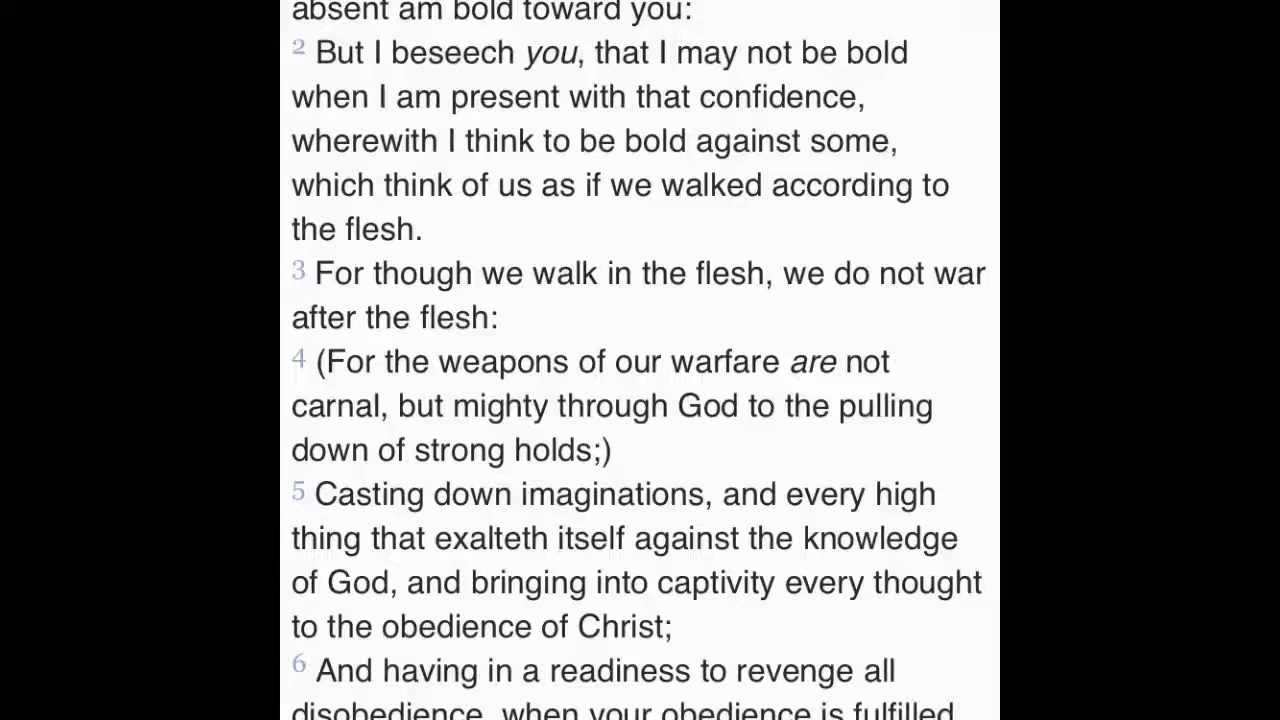 absent am bold toward you:
2 But I beseech you, that I may not be bold
when I am present with that confidence,
wherewith I think to be bold against some,
which think of us as if we walked according to
the flesh.
3 For though we walk in the flesh, we do not war
after the flesh:
4 (For the weapons of our warfare are not
carnal, but mighty through God to the pulling
down of strong holds;)
5 Casting down imaginations, and every high
thing that exalteth itself against the knowledge
of God, and bringing into captivity every thought
to the obedience of Christ;
6 And having in a readiness to revenge all
disobedience, when your obedience is fulfilled